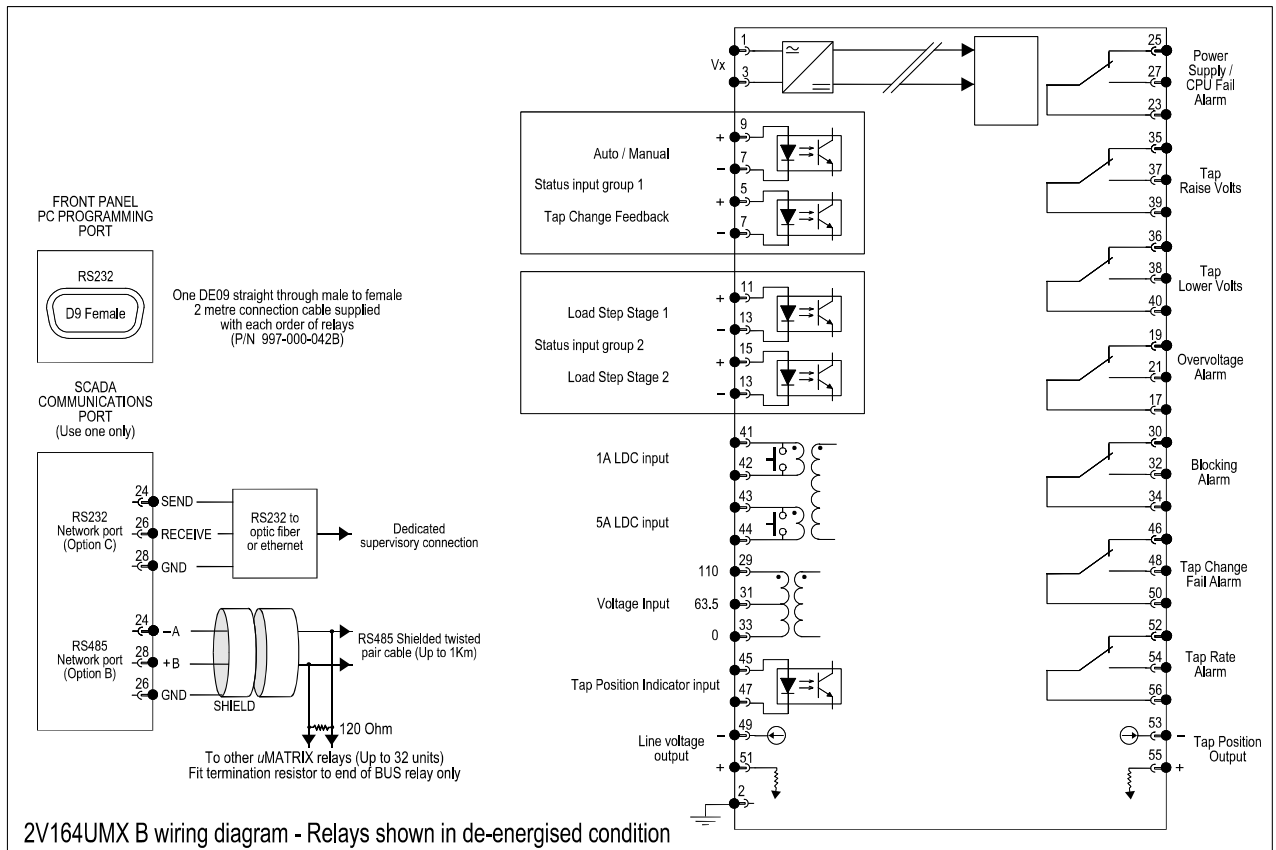 FRONT PANEL
PC PROGRAMMING
PORT
RS232
D9 Female
One DE09 straight through male to female
2 metre connection cable supplied
with each order of relays
(P/N 997-000-042B)
SCADA
COMMUNICATIONS
PORT
(Use one only)
RS232
Network port
(Option C)
24 SEND
26 RECEIVE
28 GND
RS232 to
optic fiber
or ethernet
Dedicated
supervisory connection
RS485
Network port
(Option B)
24 −A
28 +B
26 GND
SHIELD
RS485 Shielded twisted
pair cable (Up to 1Km)
120 Ohm
To other uMATRIX relays (Up to 32 units)
Fit termination resistor to end of BUS relay only
Vx
1
3
Auto / Manual
+ 9
− 7
Status input group 1
Tap Change Feedback
+ 5
− 7
Load Step Stage 1
+ 11
− 13
Status input group 2
Load Step Stage 2
+ 15
− 13
1A LDC input
41
42
5A LDC input
43
44
Voltage Input
110 29
63.5 31
0 33
Tap Position Indicator input
45
47
Line voltage
output
− 49
+ 51
2
25
27
23
Power
Supply /
CPU Fail
Alarm
35
37
39
Tap
Raise Volts
36
38
40
Tap
Lower Volts
19
21
17
Overvoltage
Alarm
30
32
34
Blocking
Alarm
46
48
50
Tap Change
Fail Alarm
52
54
56
Tap Rate
Alarm
53 −
55 +
Tap Position
Output
2V164UMX B wiring diagram - Relays shown in de-energised condition